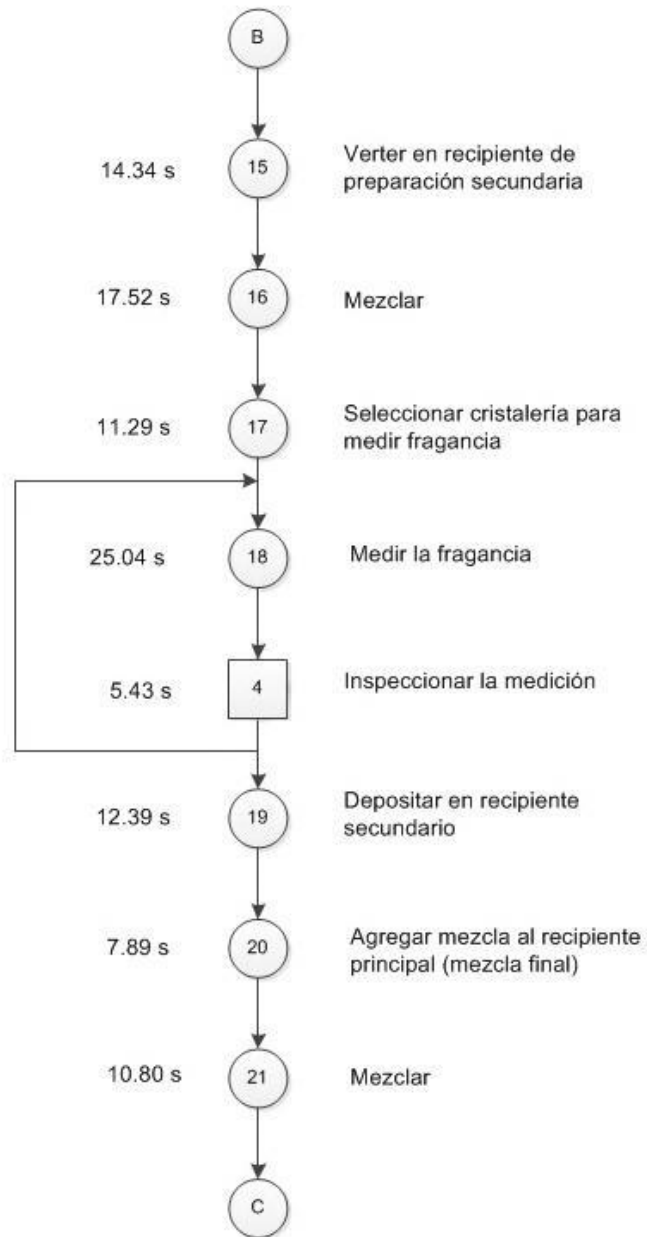 B
14.34 s
15
Verter en recipiente de
preparación secundaria
17.52 s
16
Mezclar
11.29 s
17
Seleccionar cristalería para
medir fragancia
25.04 s
18
Medir la fragancia
5.43 s
4
Inspeccionar la medición
12.39 s
19
Depositar en recipiente
secundario
7.89 s
20
Agregar mezcla al recipiente
principal (mezcla final)
10.80 s
21
Mezclar
C